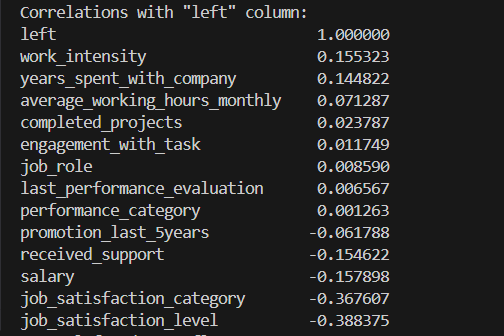 Correlations with "left" column:
left 1.000000
work_intensity 0.155323
years_spent_with_company 0.144822
average_working_hours_monthly 0.071287
completed_projects 0.023787
engagement_with_task 0.011749
job_role 0.008590
last_performance_evaluation 0.006567
performance_category 0.001263
promotion_last_5years -0.061788
received_support -0.154622
salary -0.157898
job_satisfaction_category -0.367607
job_satisfaction_level -0.388375